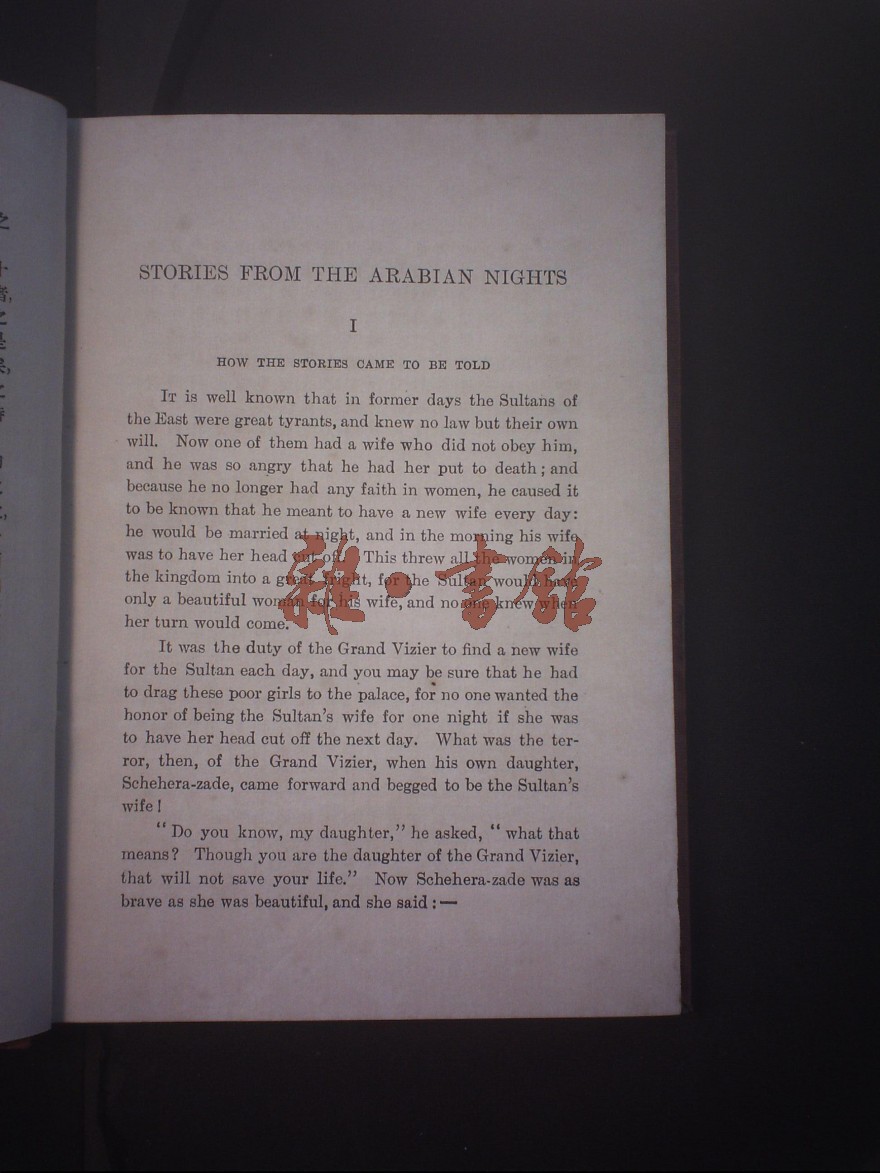 STORIES FROM THE ARABIAN NIGHTS
I
HOW THE STORIES CAME TO BE TOLD
IT is well known that in former days the Sultans of
the East were great tyrants, and knew no law but their own
will. Now one of them had a wife who did not obey him,
and he was so angry that he had her put to death; and
because he no longer had any faith in women, he caused it
to be known that he meant to have a new wife every day:
he would be married at night, and in the morning his wife
was to have her head cut off. This threw all the women in
the kingdom into a great fright, for the Sultan would have
only a beautiful woman for his wife, and no one knew when
her turn would come.
雜·書館
It was the duty of the Grand Vizier to find a new wife
for the Sultan each day, and you may be sure that he had
to drag these poor girls to the palace, for no one wanted the
honor of being the Sultan's wife for one night if she was
to have her head cut off the next day. What was the ter-
ror, then, of the Grand Vizier, when his own daughter,
Schehera-zade, came forward and begged to be the Sultan's
wife!
"Do you know, my daughter," he asked, "what that
means? Though you are the daughter of the Grand Vizier,
that will not save your life." Now Schehera-zade was as
brave as she was beautiful, and she said:—